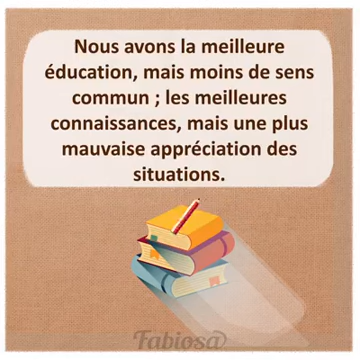 Nous avons la meilleure
éducation, mais moins de sens
commun ; les meilleures
connaissances, mais une plus
mauvaise appréciation des
situations.
Fabiosa